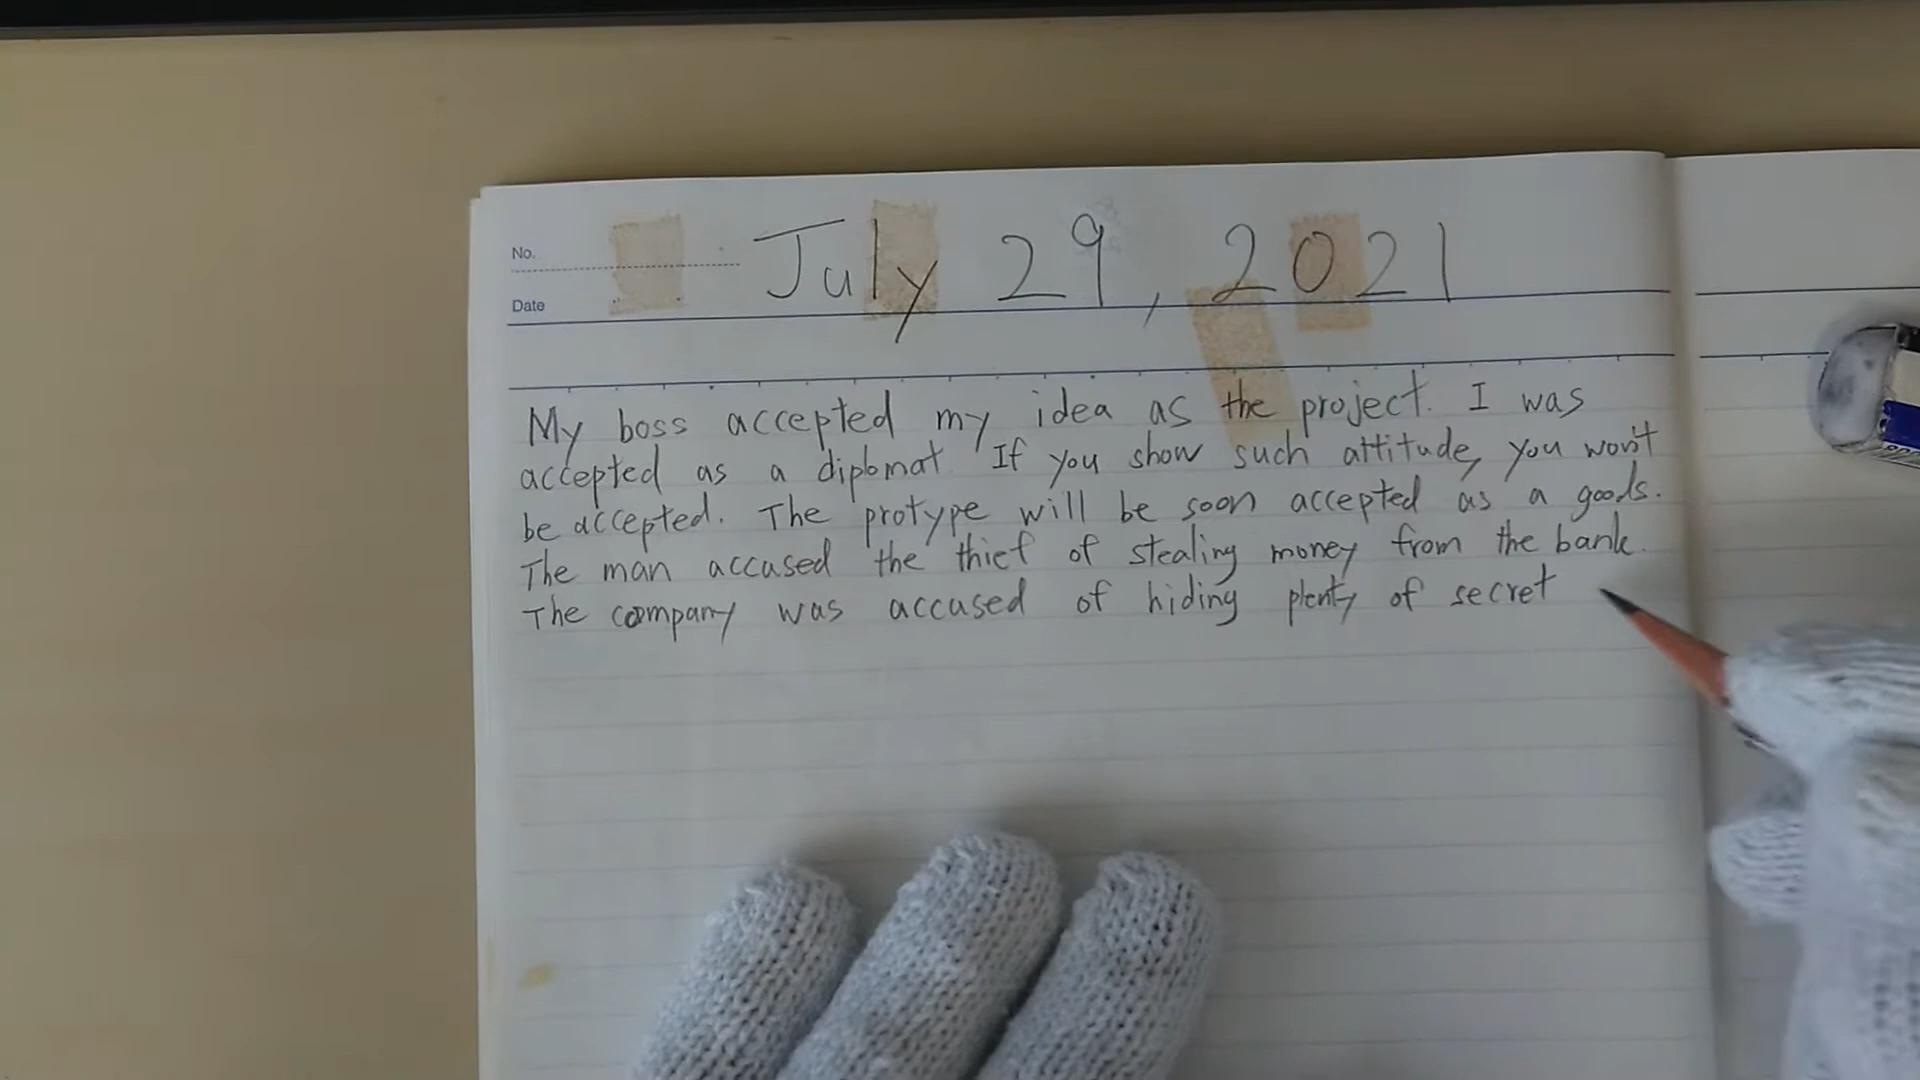 No.
July 29, 2021
Date
My boss accepted my idea as the project. I was
accepted as a diplomat. If you show such attitude, you won't
be accepted. The protype will be soon accepted as a goods.
The man accused the thief of stealing money from the bank.
The company was accused of hiding plenty of secret